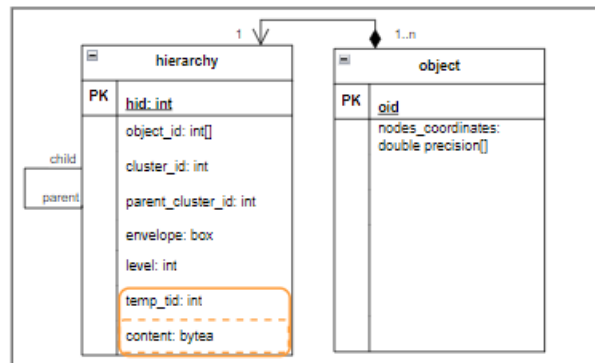 1
1..n
hierarchy
PK
hid: int
object_id: int[]
cluster_id: int
parent_cluster_id: int
envelope: box
level: int
temp_tid: int
content: bytea
child
parent
object
PK
oid
nodes_coordinates:
double precision[]